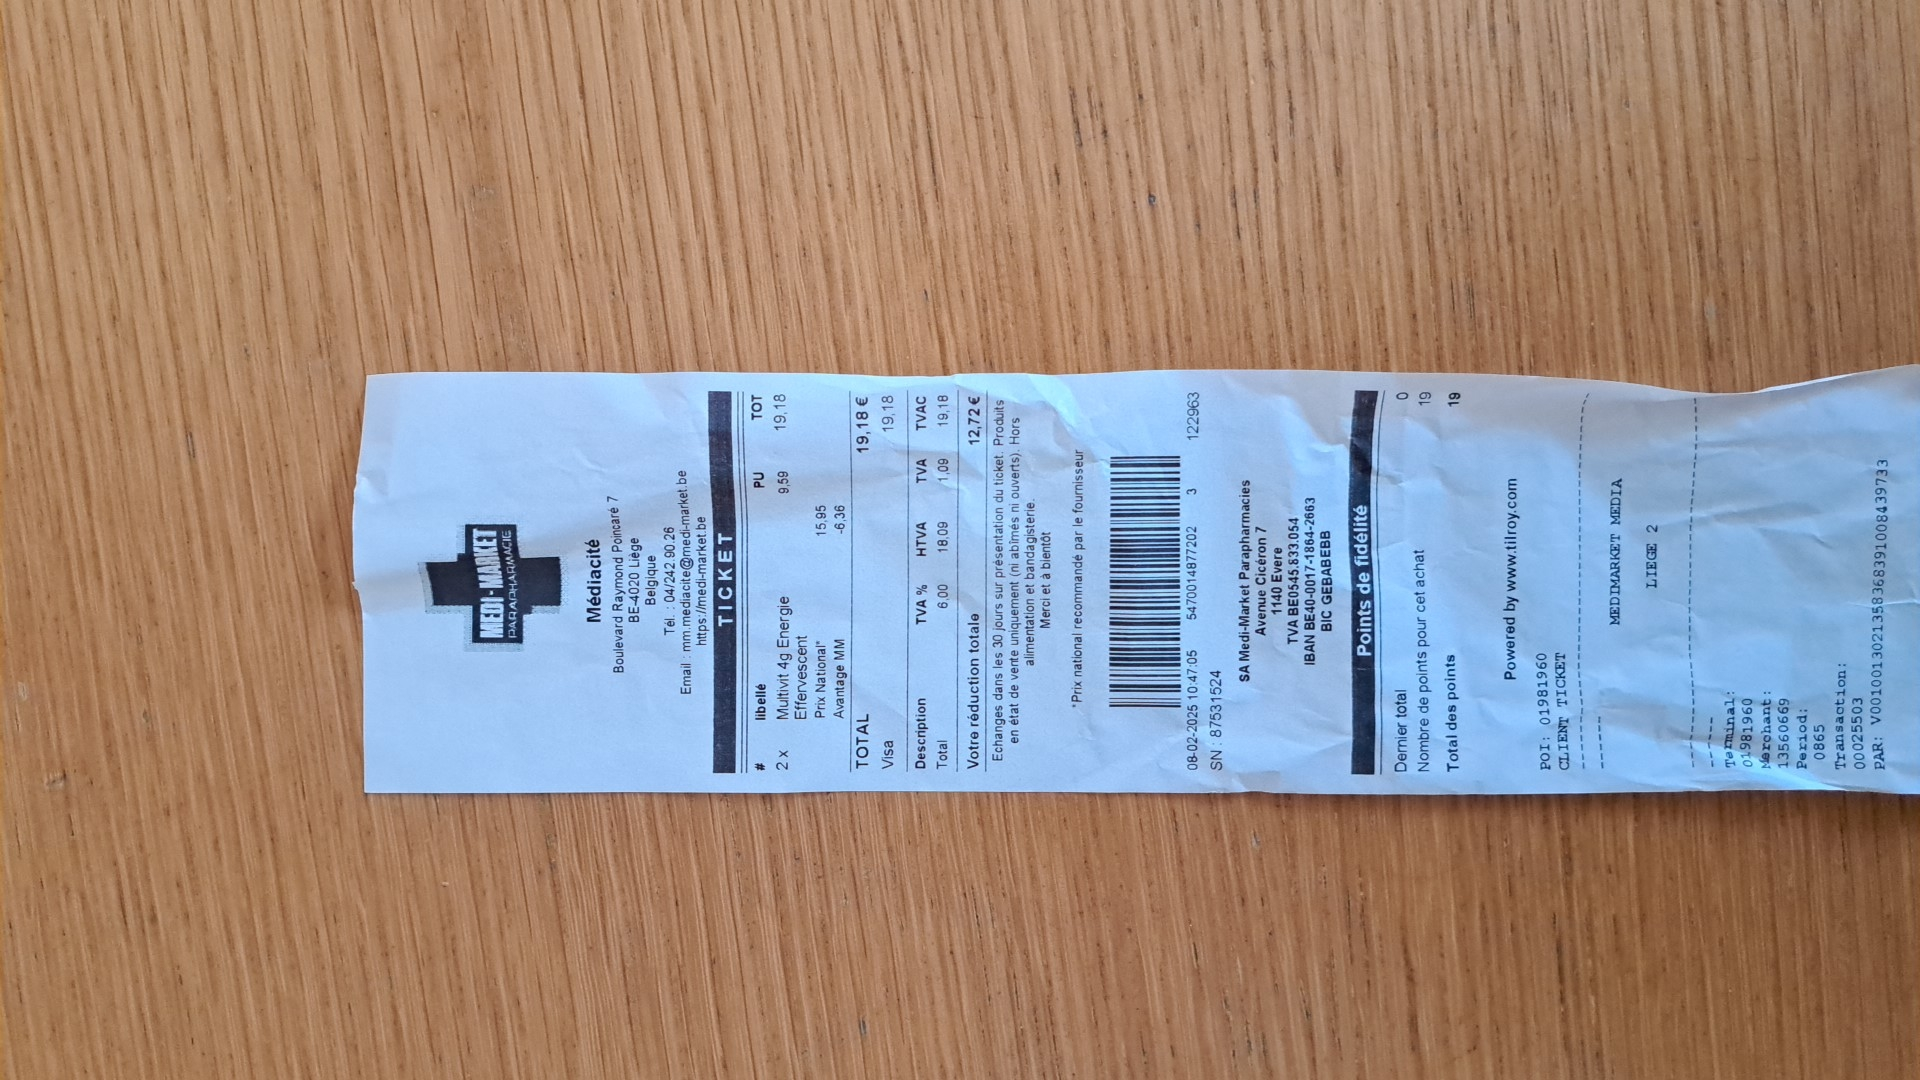 MEDI-MARKET
PARAPHARMACIE
Médiacité
Boulevard Raymond Poincaré 7
BE-4020 Liège
Belgique
Tél. : 04/242.90.26
Email : mm.mediacite@medi-market.be
https://medi-market.be
TICKET
# libellé PU TOT
2 x Multivit 4g Energie 9,59 19,18
Effervescent
Prix National* 15,95
Avantage MM -6,36
TOTAL 19,18 €
Visa 19,18
Description TVA % HTVA TVA TVAC
Total 6,00 18,09 1,09 19,18
Votre réduction totale 12,72 €
Echanges dans les 30 jours sur présentation du ticket. Produits
en état de vente uniquement (ni abîmés ni ouverts). Hors
alimentation et bandagisterie.
Merci et à bientôt
*Prix national recommandé par le fournisseur
08-02-2025 10:47:05 5470014877202 3 122963
SN : 87531524
SA Medi-Market Parapharmacies
Avenue Cicéron 7
1140 Evere
TVA BE0545.833.054
IBAN BE40-0017-1864-2663
BIC GEBABEBB
Points de fidélité
Dernier total 0
Nombre de points pour cet achat 19
Total des points 19
Powered by www.tilroy.com
POI: 01981960
CLIENT TICKET
MEDIMARKET MEDIA
LIEGE 2
Terminal:
01981960
Merchant:
13560669
Period:
0865
Transaction:
00025503
PAR: V0010013021358368391008439733